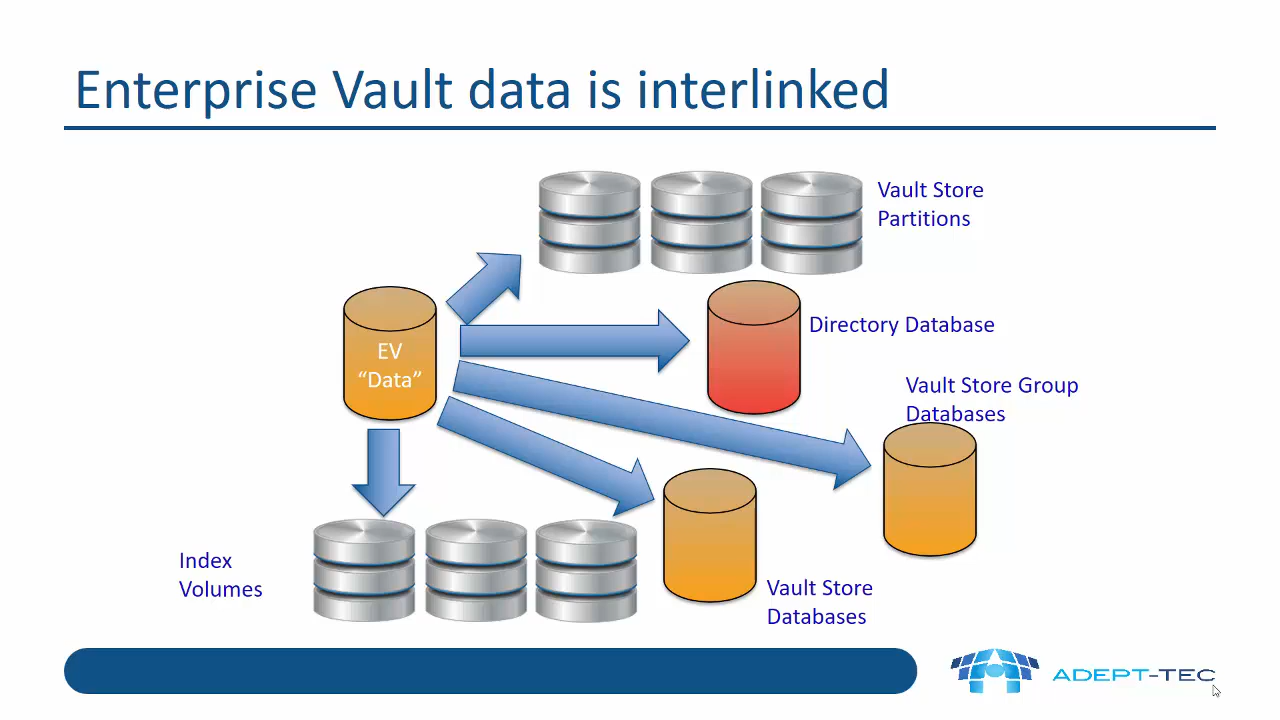 Enterprise Vault data is interlinked
Vault Store
Partitions
Directory Database
EV
“Data”
Vault Store Group
Databases
Index
Volumes
Vault Store
Databases
ADEPT-TEC